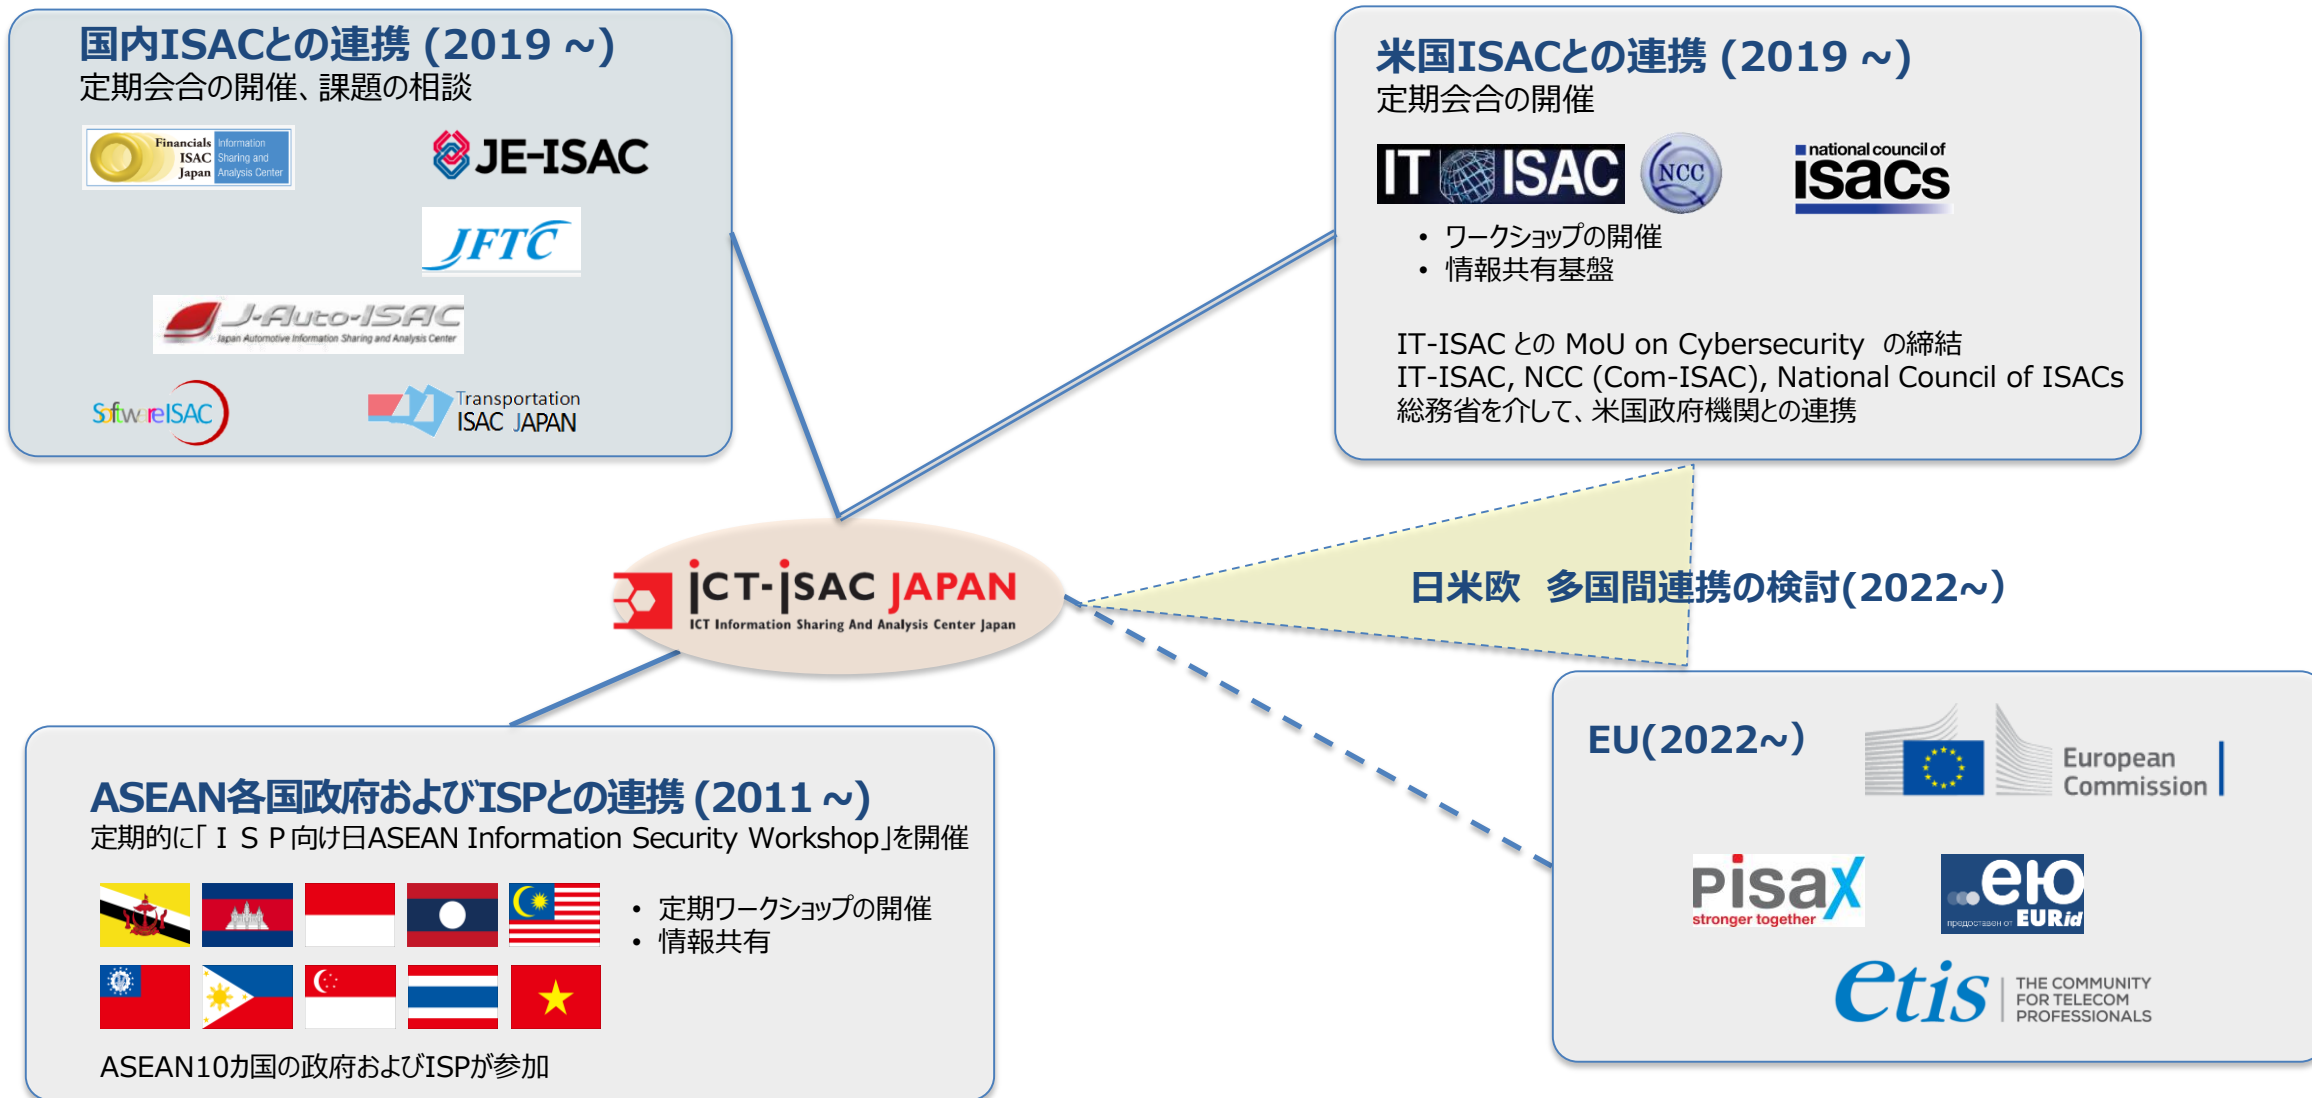 国内ISACとの連携 (2019 ~)
定期会合の開催、課題の相談
Financials ISAC Japan
Information Sharing and Analysis Center
JE-ISAC
JFTC
J-Auto-ISAC
Japan Automotive Information Sharing and Analysis Center
SoftwareISAC
Transportation
ISAC JAPAN
米国ISACとの連携 (2019 ~)
定期会合の開催
IT ISAC
NCC
national council of
ISACs
• ワークショップの開催
• 情報共有基盤
IT-ISAC との MoU on Cybersecurity の締結
IT-ISAC, NCC (Com-ISAC), National Council of ISACs
総務省を介して、米国政府機関との連携
ICT-ISAC JAPAN
ICT Information Sharing And Analysis Center Japan
日米欧 多国間連携の検討(2022~)
ASEAN各国政府およびISPとの連携 (2011 ~)
定期的に「ＩＳＰ向け日ASEAN Information Security Workshop」を開催
• 定期ワークショップの開催
• 情報共有
ASEAN10カ国の政府およびISPが参加
EU(2022~)
European
Commission
pisax
stronger together
.ею
предоставен от EURid
etis
THE COMMUNITY
FOR TELECOM
PROFESSIONALS